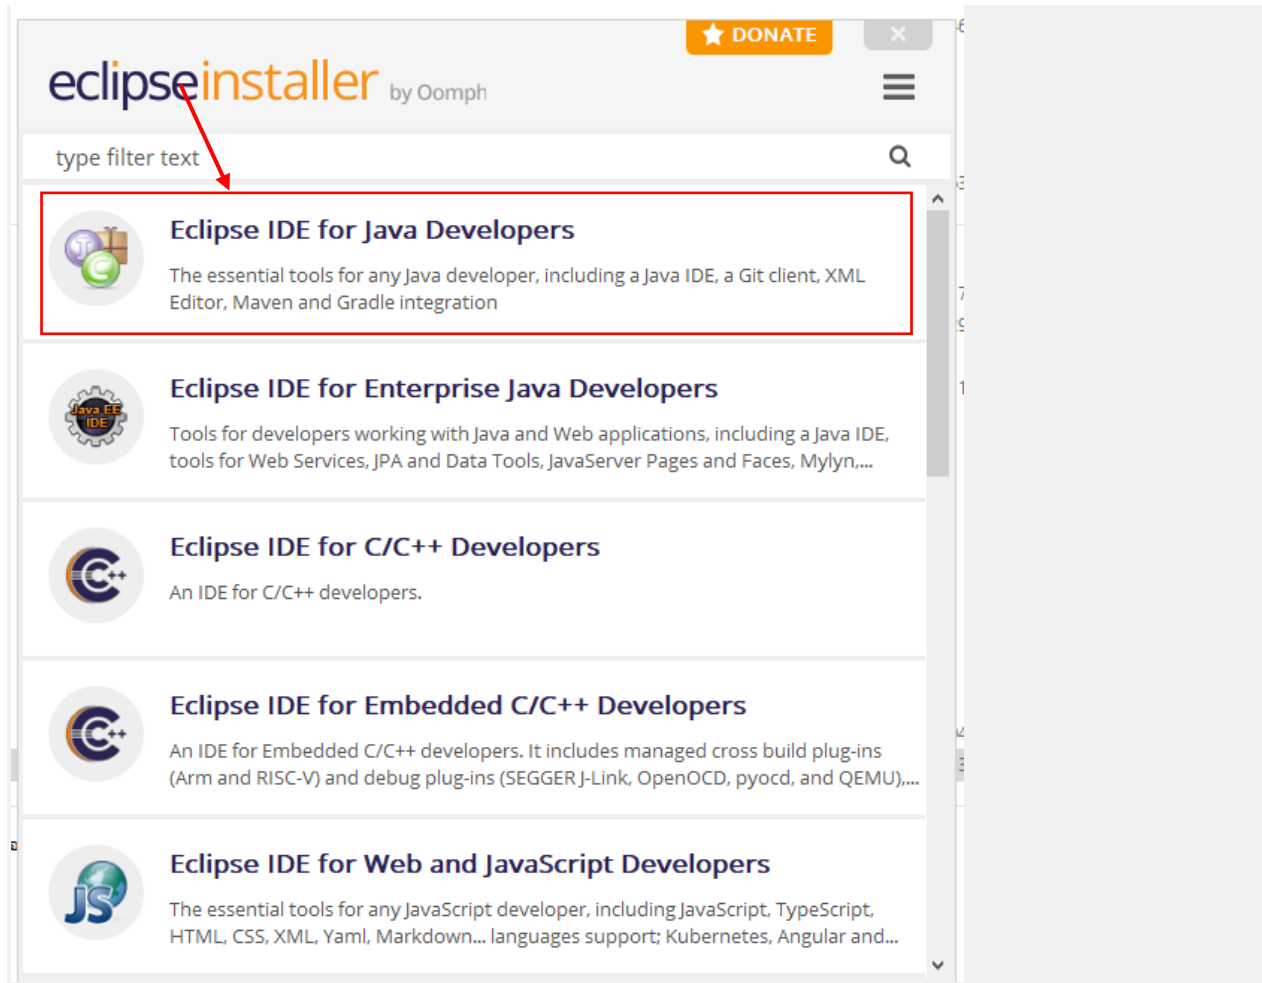 DONATE
eclipseinstaller by Oomph
type filter text
Eclipse IDE for Java Developers
The essential tools for any Java developer, including a Java IDE, a Git client, XML
Editor, Maven and Gradle integration
Eclipse IDE for Enterprise Java Developers
Java EE
IDE
Tools for developers working with Java and Web applications, including a Java IDE,
tools for Web Services, JPA and Data Tools, JavaServer Pages and Faces, Mylyn,...
Eclipse IDE for C/C++ Developers
C++
An IDE for C/C++ developers.
Eclipse IDE for Embedded C/C++ Developers
C++
An IDE for Embedded C/C++ developers. It includes managed cross build plug-ins
(Arm and RISC-V) and debug plug-ins (SEGGER J-Link, OpenOCD, pyocd, and QEMU),...
Eclipse IDE for Web and JavaScript Developers
JS
The essential tools for any JavaScript developer, including JavaScript, TypeScript,
HTML, CSS, XML, Yaml, Markdown... languages support; Kubernetes, Angular and...